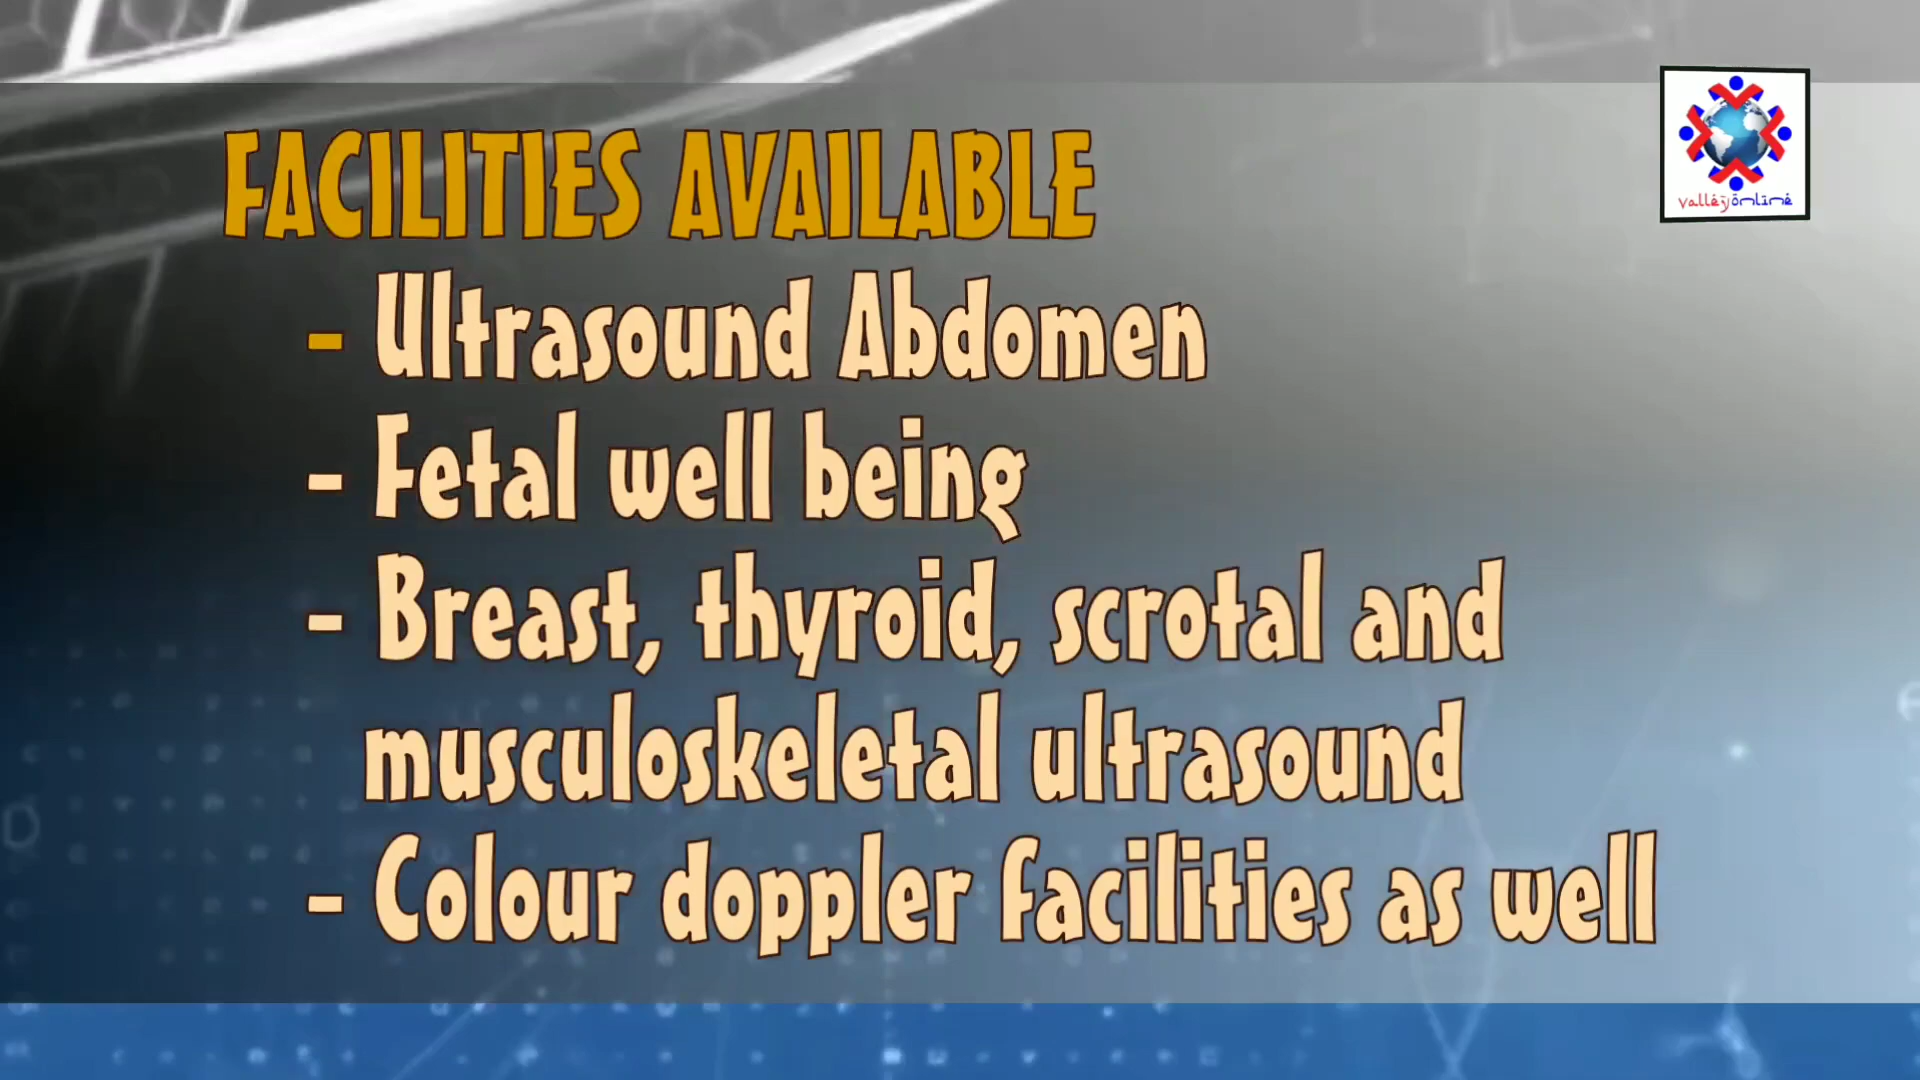 FACILITIES AVAILABLE
- Ultrasound Abdomen
- Fetal well being
- Breast, thyroid, scrotal and
musculoskeletal ultrasound
- Colour doppler facilities as well
valleyonline